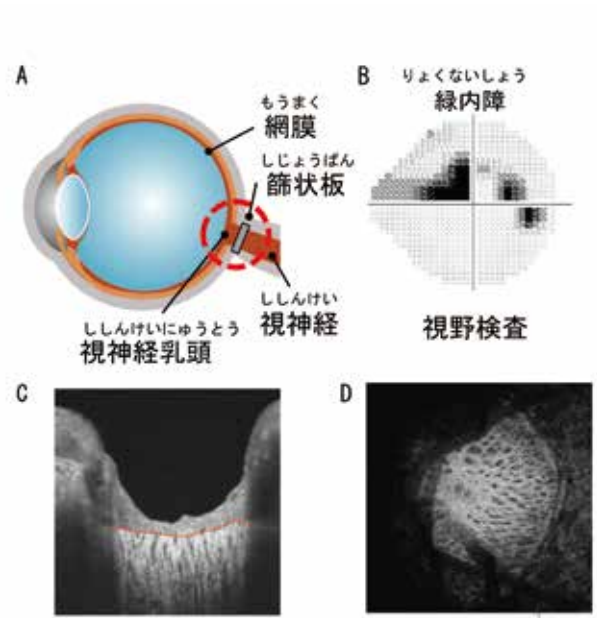 A
もうまく
網膜
しじょうばん
篩状板
ししんけい
視神経
ししんけいにゅうとう
視神経乳頭
B
りょくないしょう
緑内障
視野検査
C
D